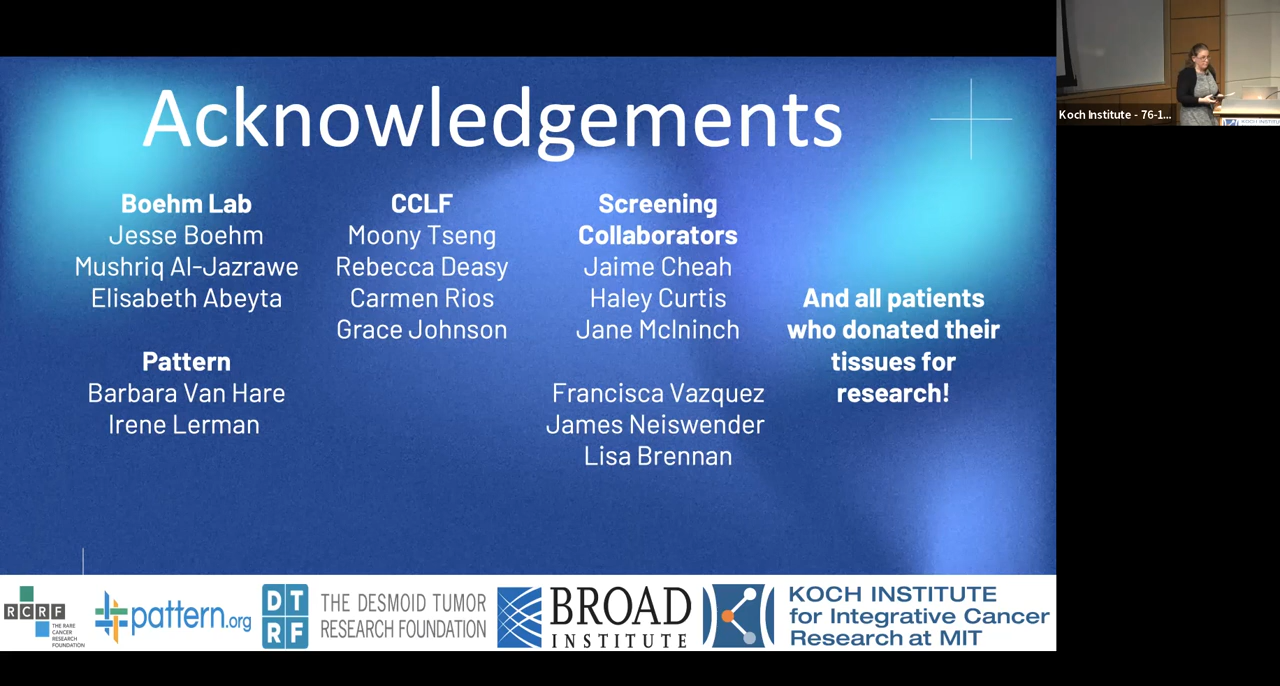 Acknowledgements
Boehm Lab
Jesse Boehm
Mushriq Al-Jazrawe
Elisabeth Abeyta
Pattern
Barbara Van Hare
Irene Lerman
CCLF
Moony Tseng
Rebecca Deasy
Carmen Rios
Grace Johnson
Screening
Collaborators
Jaime Cheah
Haley Curtis
Jane McIninch
Francisca Vazquez
James Neiswender
Lisa Brennan
And all patients
who donated their
tissues for
research!
RCRF
THE RARE
CANCER
RESEARCH
FOUNDATION
pattern.org
DT
RF
THE DESMOID TUMOR
RESEARCH FOUNDATION
BROAD
INSTITUTE
KOCH INSTITUTE
for Integrative Cancer
Research at MIT
Koch Institute - 76-1...